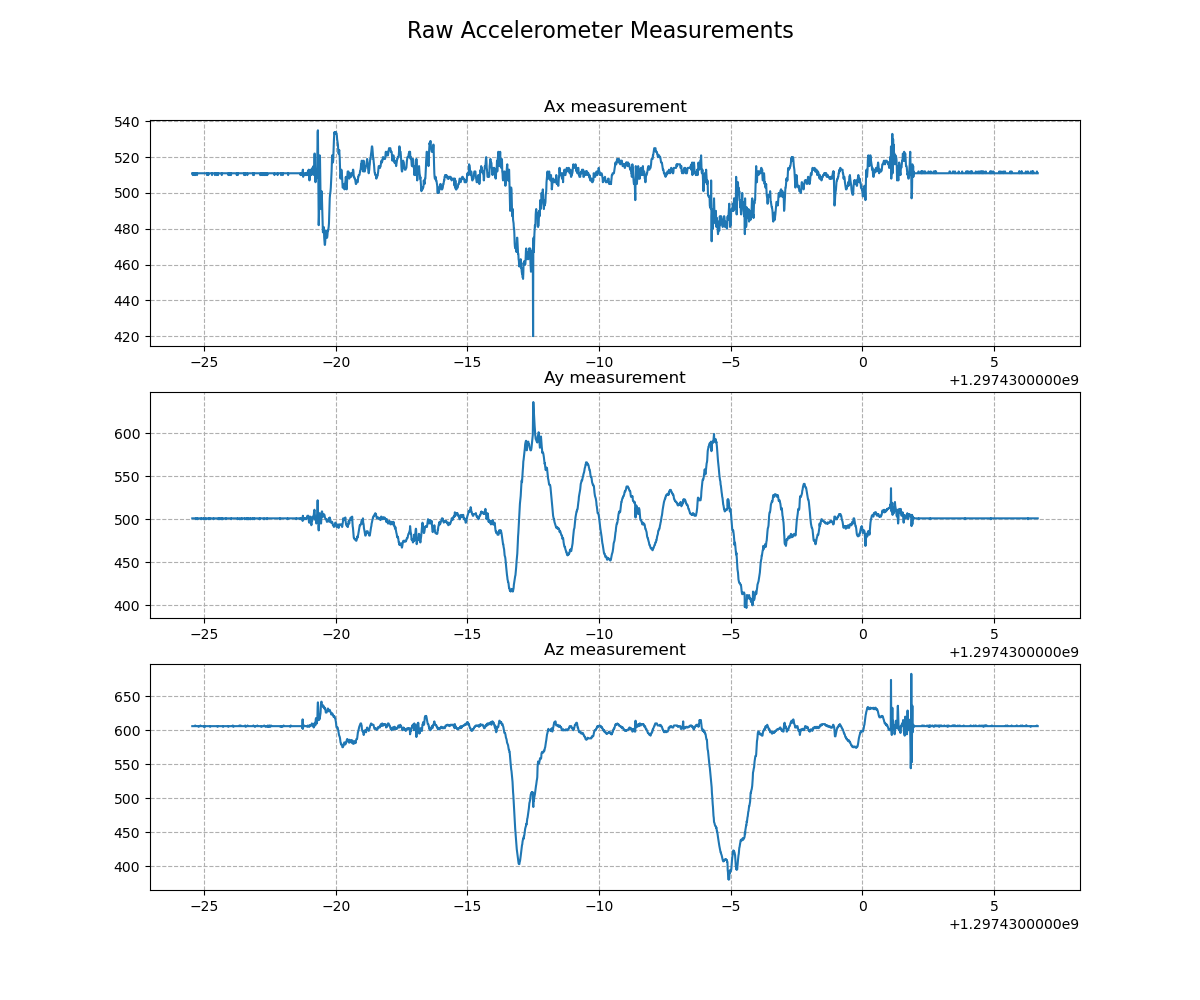 Raw Accelerometer Measurements
Ax measurement
540
520
500
480
460
440
420
−25 −20 −15 −10 −5 0 5
+1.2974300000e9
Ay measurement
600
550
500
450
400
−25 −20 −15 −10 −5 0 5
+1.2974300000e9
Az measurement
650
600
550
500
450
400
−25 −20 −15 −10 −5 0 5
+1.2974300000e9